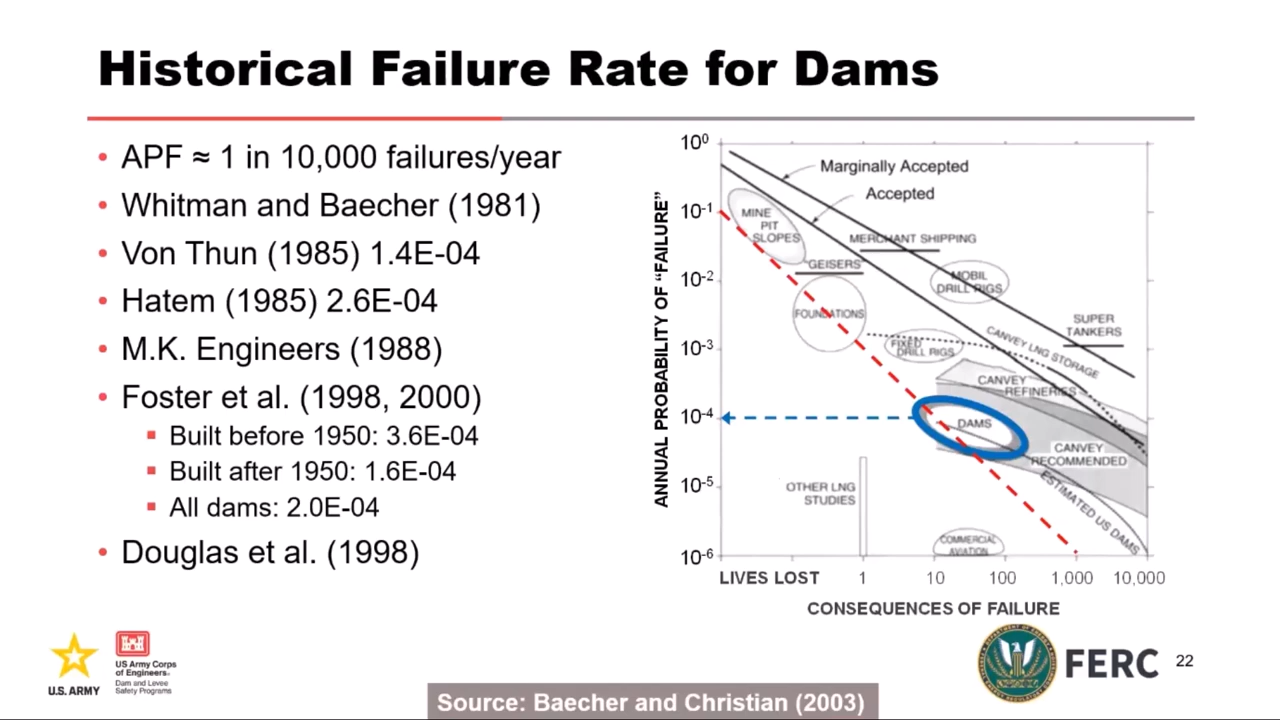 Historical Failure Rate for Dams
• APF ≈ 1 in 10,000 failures/year
• Whitman and Baecher (1981)
• Von Thun (1985) 1.4E-04
• Hatem (1985) 2.6E-04
• M.K. Engineers (1988)
• Foster et al. (1998, 2000)
▪ Built before 1950: 3.6E-04
▪ Built after 1950: 1.6E-04
▪ All dams: 2.0E-04
• Douglas et al. (1998)
ANNUAL PROBABILITY OF “FAILURE”
10⁰
10⁻¹
10⁻²
10⁻³
10⁻⁴
10⁻⁵
10⁻⁶
Marginally Accepted
Accepted
MINE
PIT
SLOPES
MERCHANT SHIPPING
GEISERS
MOBIL
DRILL RIGS
FOUNDATIONS
SUPER
TANKERS
FIXED
DRILL RIGS
CANVEY LNG STORAGE
CANVEY
REFINERIES
DAMS
CANVEY
RECOMMENDED
OTHER LNG
STUDIES
ESTIMATED US DAMS
COMMERCIAL
AVIATION
LIVES LOST 1 10 100 1,000 10,000
CONSEQUENCES OF FAILURE
U.S. ARMY
US Army Corps
of Engineers®
Dam and Levee
Safety Programs
FERC
22
Source: Baecher and Christian (2003)